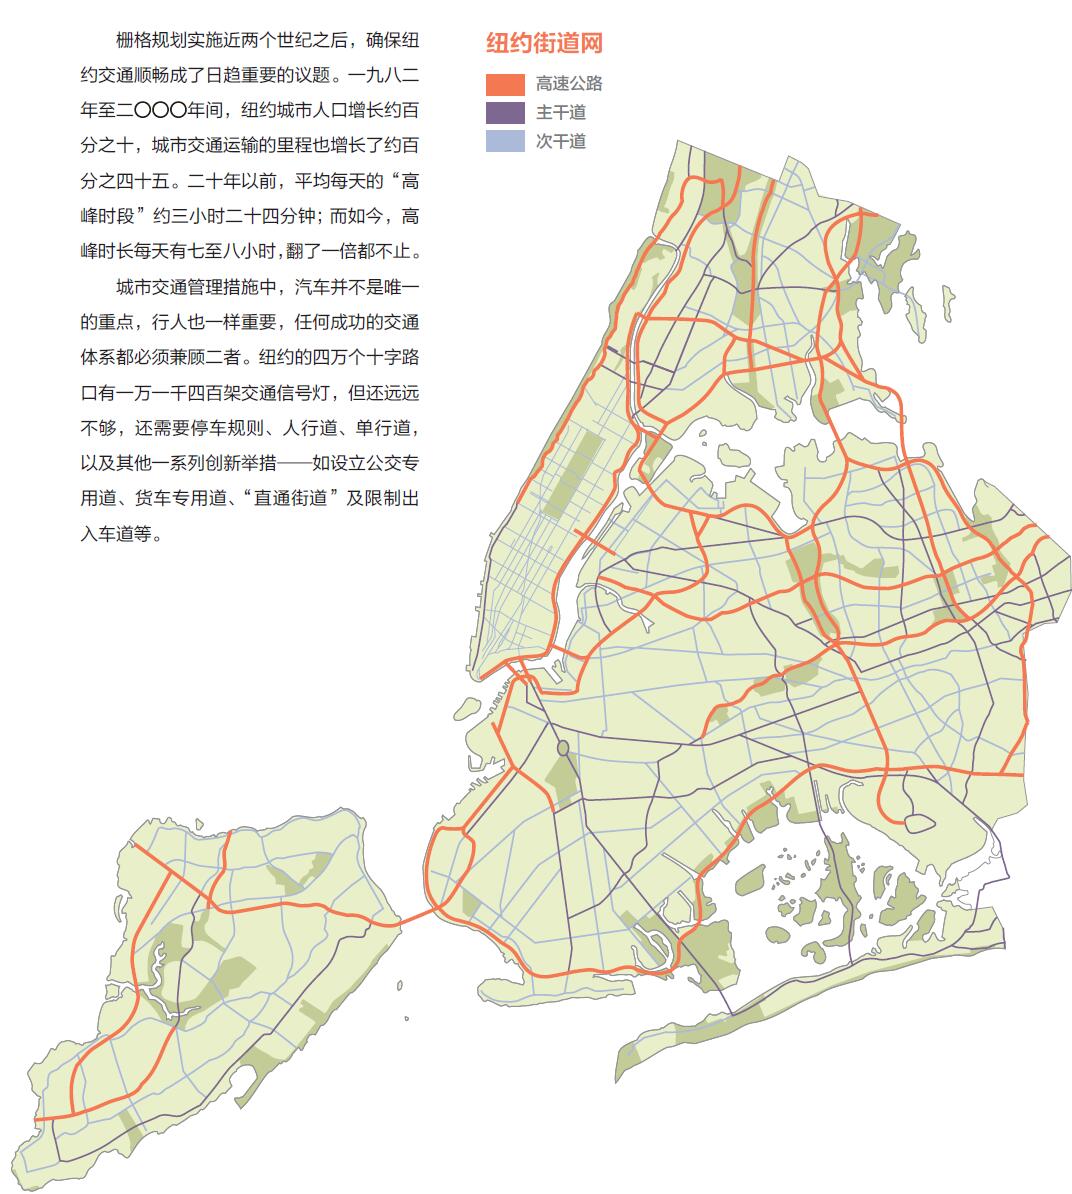 栅格规划实施近两个世纪之后，确保纽
约交通顺畅成了日趋重要的议题。一九八二
年至二〇〇〇年间，纽约城市人口增长约百
分之十，城市交通运输的里程也增长了约百
分之四十五。二十年以前，平均每天的“高
峰时段”约三小时二十四分钟；而如今，高
峰时长每天有七至八小时，翻了一倍都不止。
城市交通管理措施中，汽车并不是唯一
的重点，行人也一样重要，任何成功的交通
体系都必须兼顾二者。纽约的四万个十字路
口有一万一千四百架交通信号灯，但还远远
不够，还需要停车规则、人行道、单行道，
以及其他一系列创新举措——如设立公交专
用道、货车专用道、“直通街道”及限制出
入车道等。
纽约街道网
高速公路
主干道
次干道